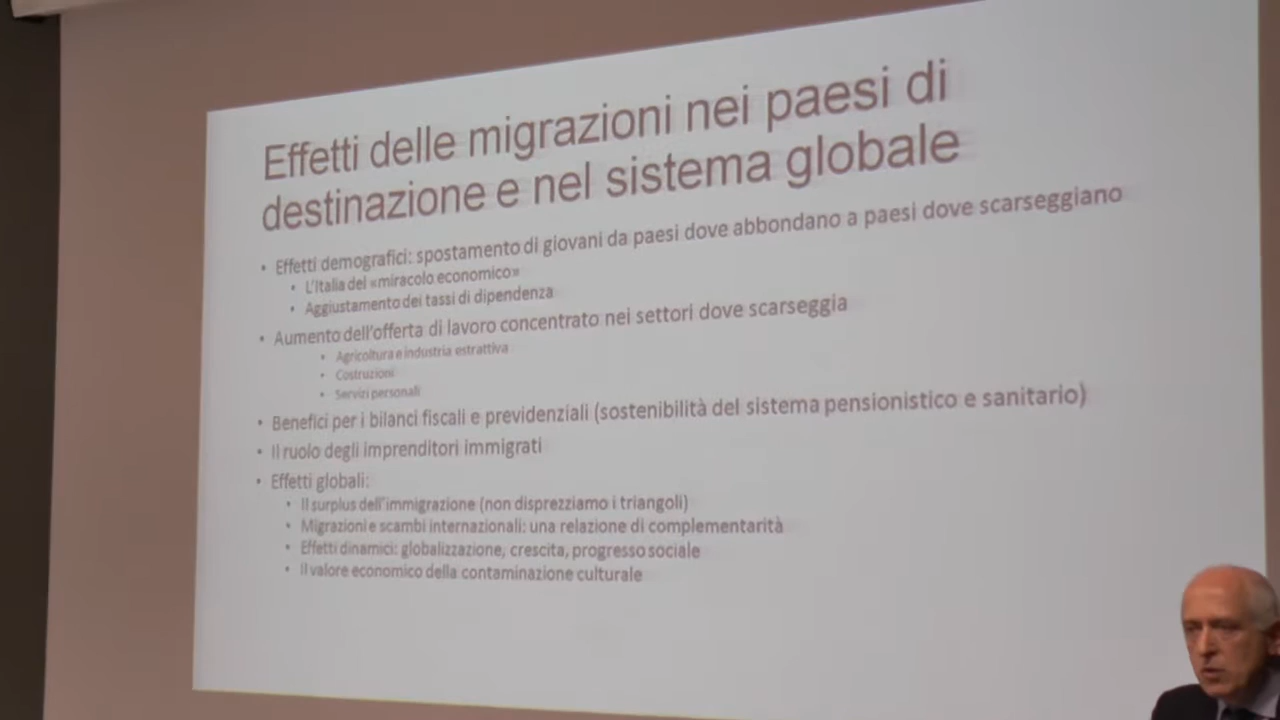 Effetti delle migrazioni nei paesi di
destinazione e nel sistema globale
• Effetti demografici: spostamento di giovani da paesi dove abbondano a paesi dove scarseggiano
• L'Italia del «miracolo economico»
• Aggiustamento dei tassi di dipendenza
• Aumento dell'offerta di lavoro concentrato nei settori dove scarseggia
• Agricoltura e industria estrattiva
• Costruzioni
• Servizi personali
• Benefici per i bilanci fiscali e previdenziali (sostenibilità del sistema pensionistico e sanitario)
• Il ruolo degli imprenditori immigrati
• Effetti globali:
• Il surplus dell'immigrazione (non disprezziamo i triangoli)
• Migrazioni e scambi internazionali: una relazione di complementarità
• Effetti dinamici: globalizzazione, crescita, progresso sociale
• Il valore economico della contaminazione culturale